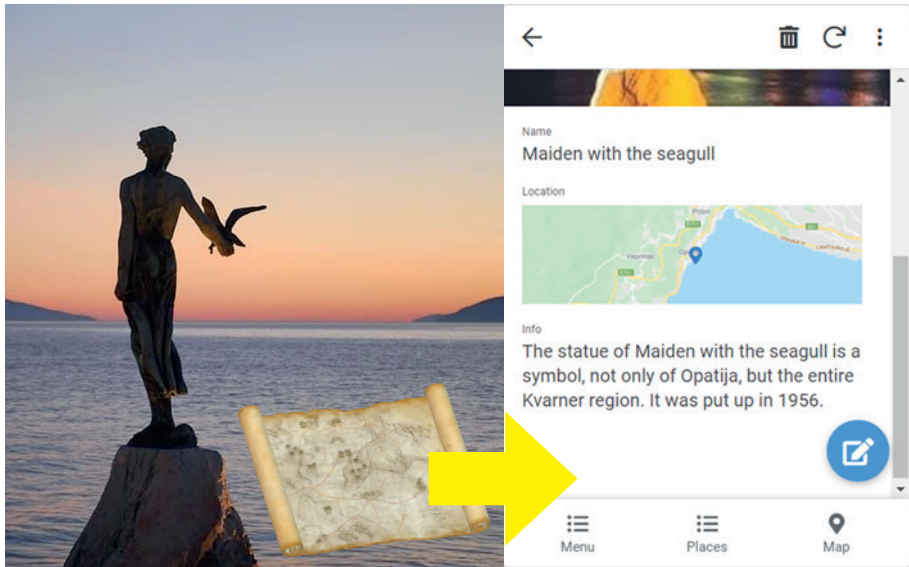 Name
Maiden with the seagull
Location
Info
The statue of Maiden with the seagull is a
symbol, not only of Opatija, but the entire
Kvarner region. It was put up in 1956.
Menu
Places
Map